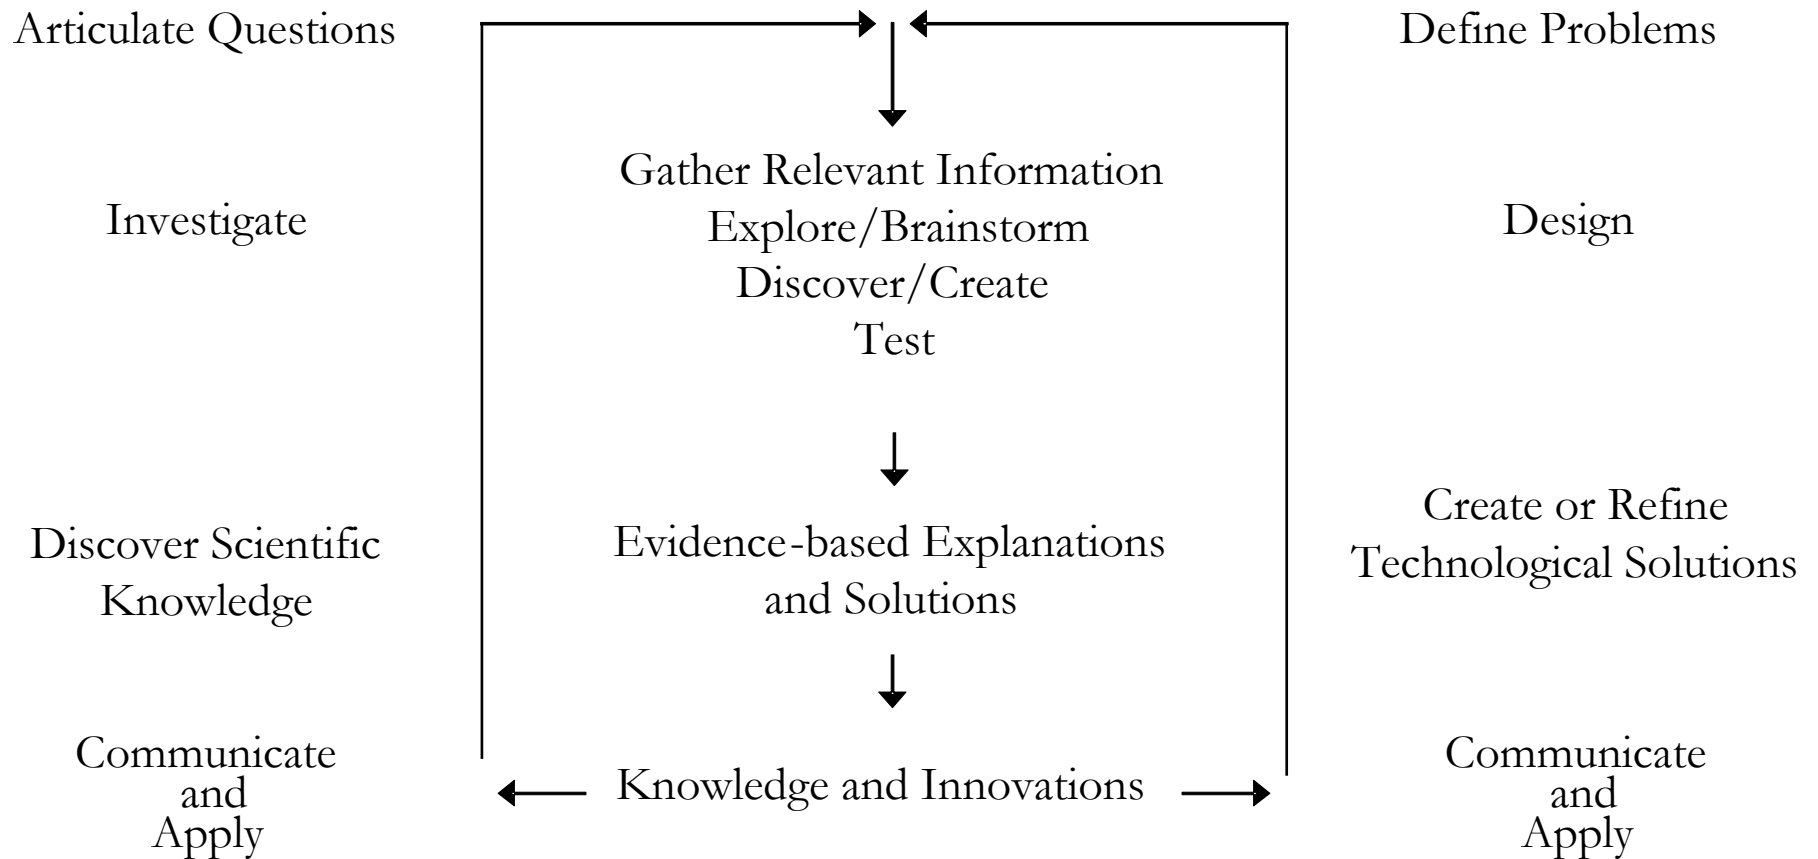 Articulate Questions
Define Problems
Investigate
Gather Relevant Information
Explore/Brainstorm
Discover/Create
Test
Design
Discover Scientific
Knowledge
Evidence-based Explanations
and Solutions
Create or Refine
Technological Solutions
Communicate
and
Apply
Knowledge and Innovations
Communicate
and
Apply